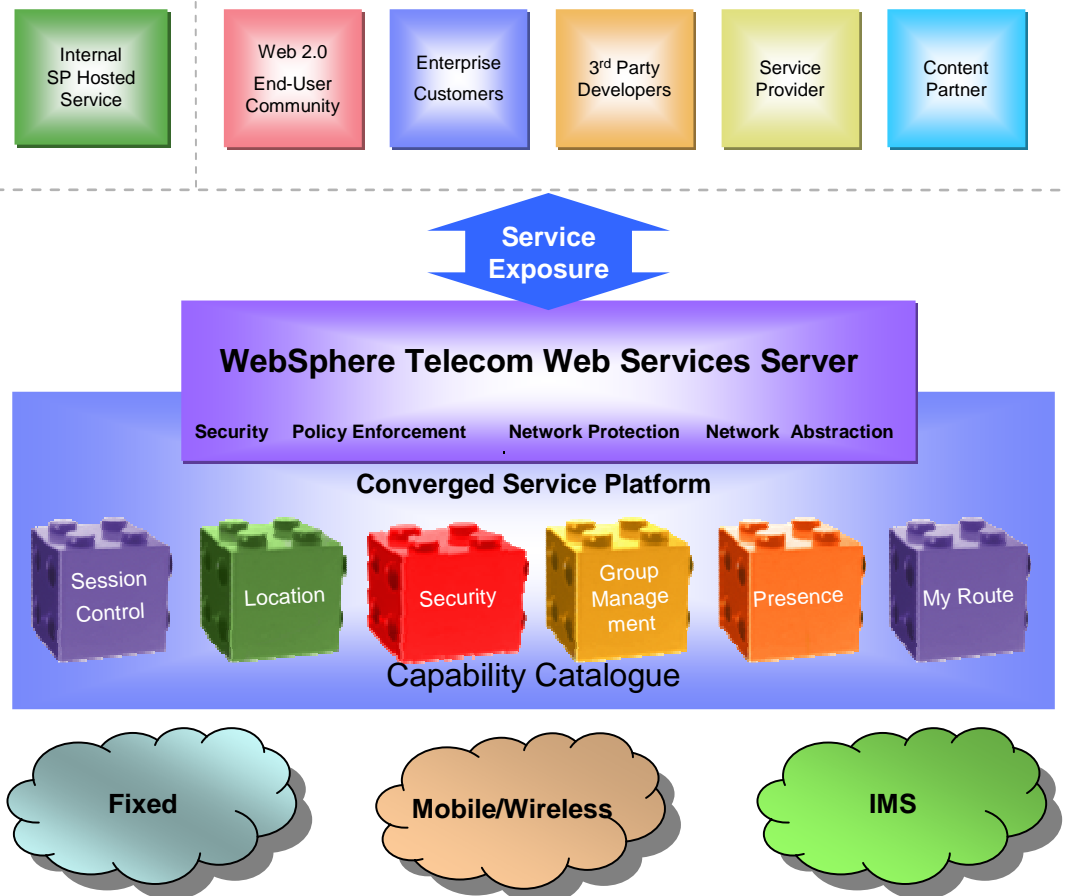 Internal
SP Hosted
Service
Web 2.0
End-User
Community
Enterprise
Customers
3rd Party
Developers
Service
Provider
Content
Partner
Service
Exposure
WebSphere Telecom Web Services Server
Security Policy Enforcement Network Protection Network Abstraction
Converged Service Platform
Session
Control
Location
Security
Group
Manage
ment
Presence
My Route
Capability Catalogue
Fixed
Mobile/Wireless
IMS